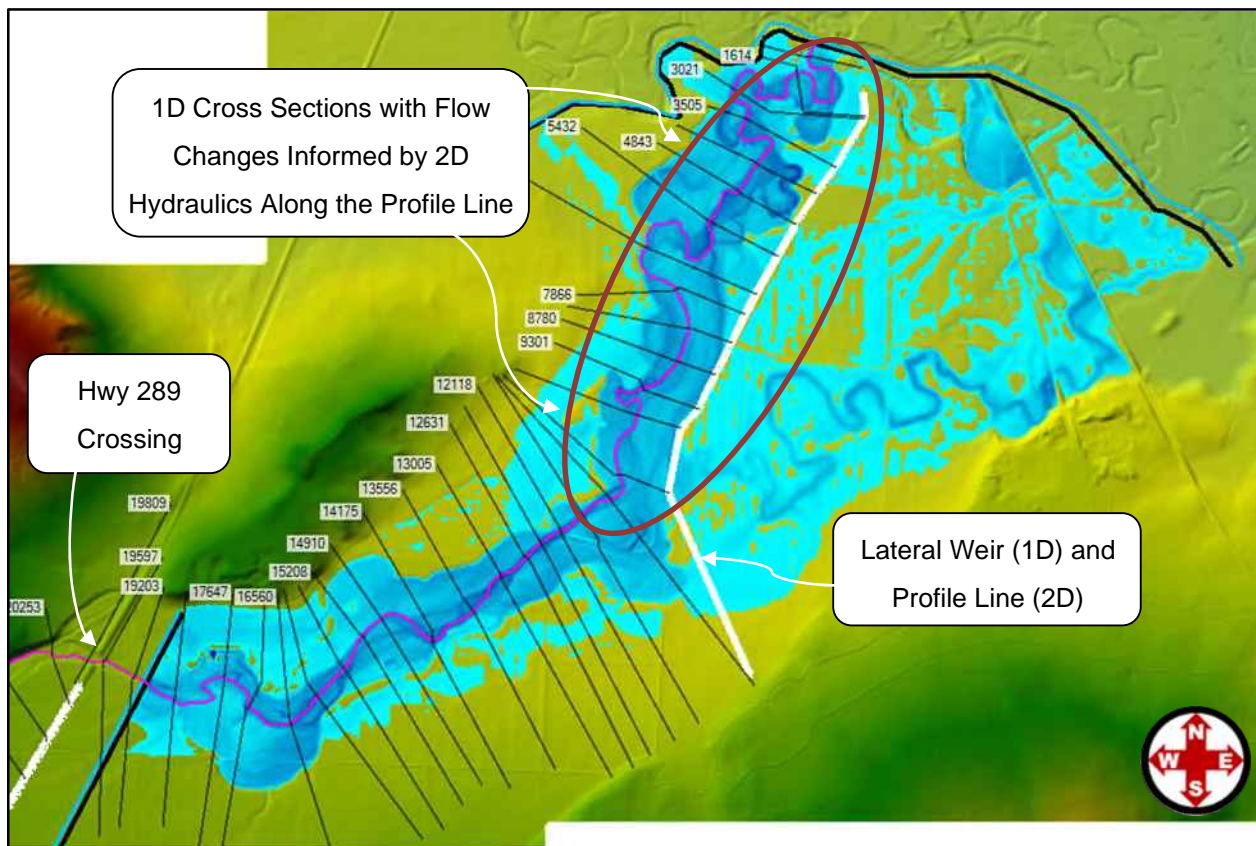 1D Cross Sections with Flow
Changes Informed by 2D
Hydraulics Along the Profile Line
1614
3021
3505
5432
4843
7866
8780
9301
Hwy 289
Crossing
12118
12631
13005
13556
14175
14910
15208
16560
17647
19809
19597
19203
20253
Lateral Weir (1D) and
Profile Line (2D)
N
W E
S